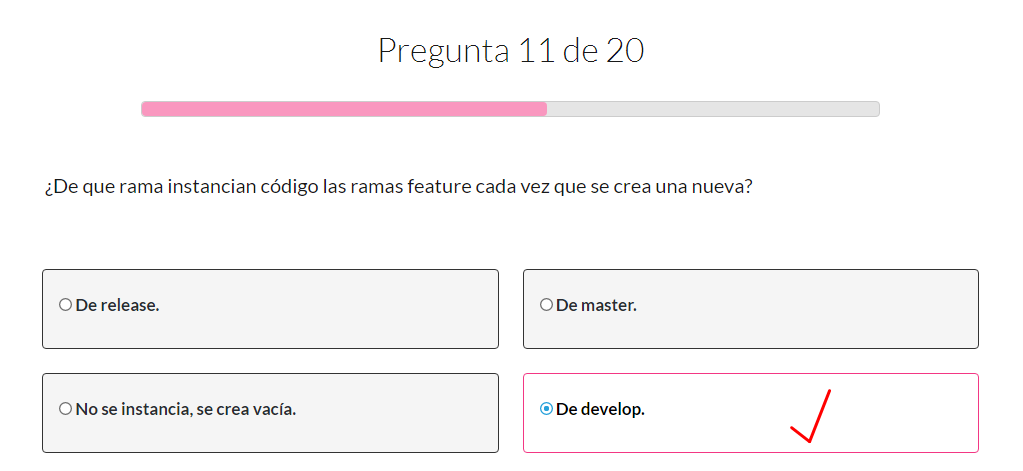 Pregunta 11 de 20
¿De que rama instancian código las ramas feature cada vez que se crea una nueva?
De release.
De master.
No se instancia, se crea vacía.
De develop.